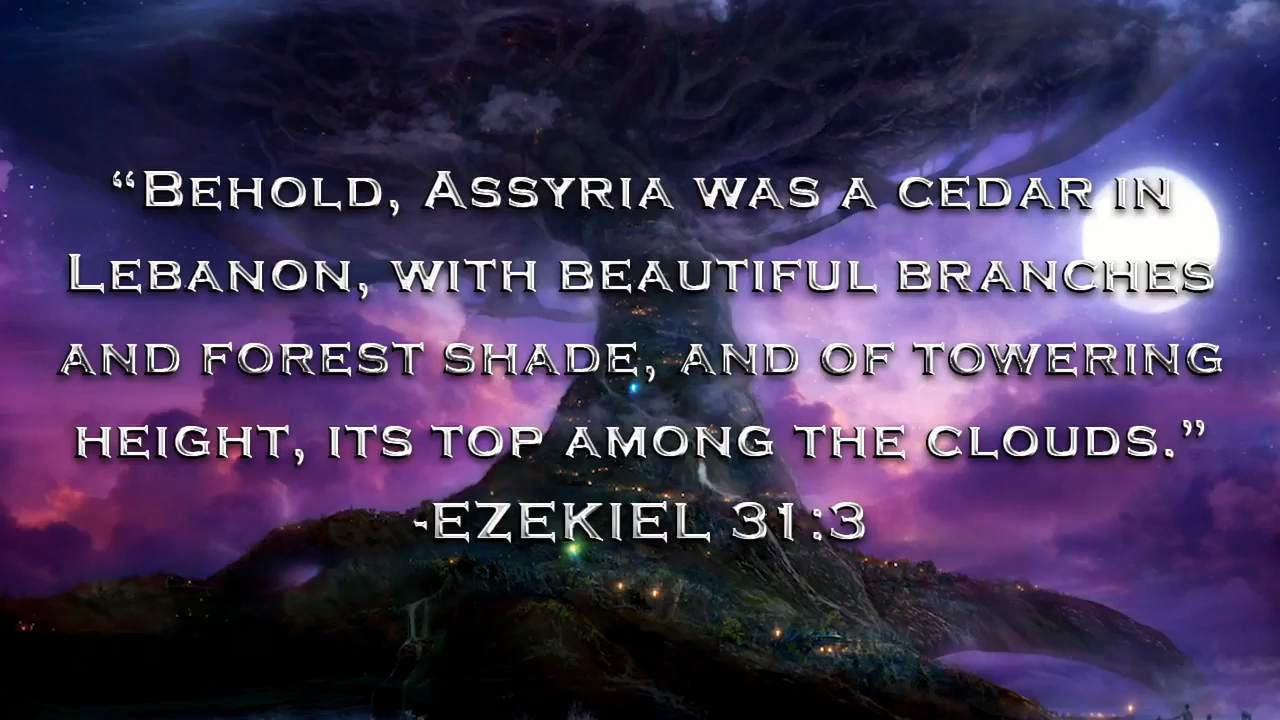 “Behold, Assyria was a cedar in
Lebanon, with beautiful branches
and forest shade, and of towering
height, its top among the clouds.”
-EZEKIEL 31:3